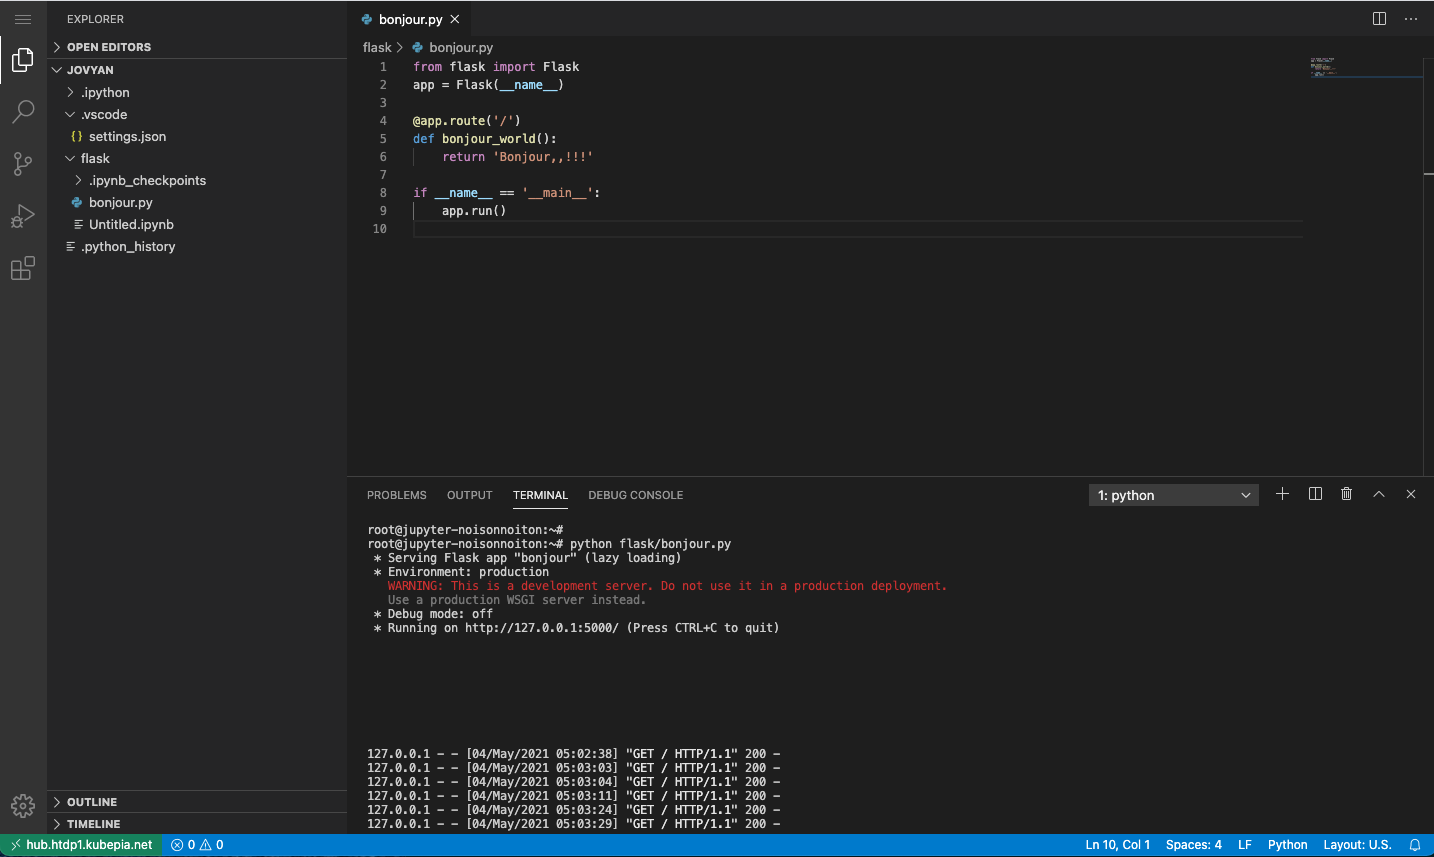 EXPLORER
OPEN EDITORS
JOVYAN
.ipython
.vscode
{} settings.json
flask
.ipynb_checkpoints
bonjour.py
Untitled.ipynb
.python_history
OUTLINE
TIMELINE
bonjour.py
flask > bonjour.py
1 from flask import Flask
2 app = Flask(__name__)
3
4 @app.route('/')
5 def bonjour_world():
6     return 'Bonjour,,!!!'
7
8 if __name__ == '__main__':
9     app.run()
10
PROBLEMS OUTPUT TERMINAL DEBUG CONSOLE 1: python
root@jupyter-noisonnoiton:~#
root@jupyter-noisonnoiton:~# python flask/bonjour.py
 * Serving Flask app "bonjour" (lazy loading)
 * Environment: production
   WARNING: This is a development server. Do not use it in a production deployment.
   Use a production WSGI server instead.
 * Debug mode: off
 * Running on http://127.0.0.1:5000/ (Press CTRL+C to quit)
127.0.0.1 - - [04/May/2021 05:02:38] "GET / HTTP/1.1" 200 -
127.0.0.1 - - [04/May/2021 05:03:03] "GET / HTTP/1.1" 200 -
127.0.0.1 - - [04/May/2021 05:03:04] "GET / HTTP/1.1" 200 -
127.0.0.1 - - [04/May/2021 05:03:11] "GET / HTTP/1.1" 200 -
127.0.0.1 - - [04/May/2021 05:03:24] "GET / HTTP/1.1" 200 -
127.0.0.1 - - [04/May/2021 05:03:29] "GET / HTTP/1.1" 200 -
hub.htdp1.kubepia.net 0 0 Ln 10, Col 1 Spaces: 4 LF Python Layout: U.S.